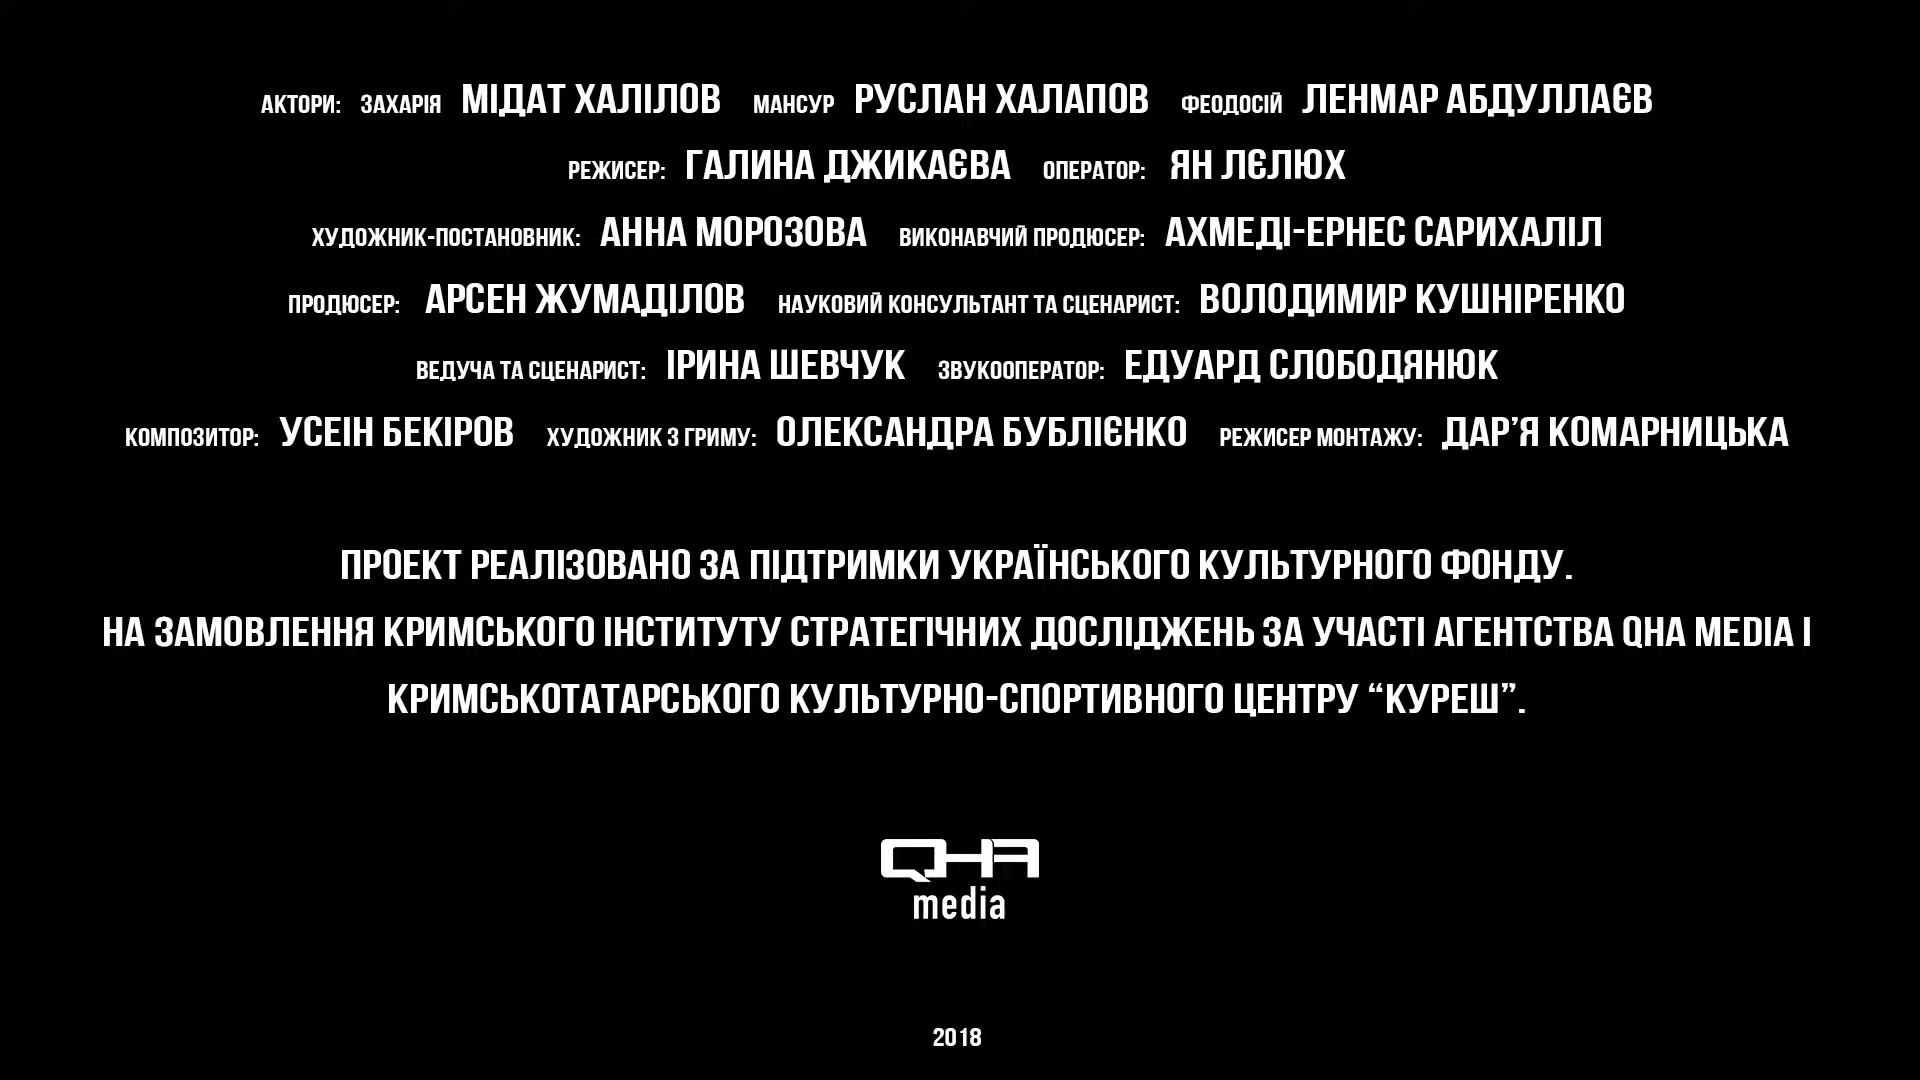 АКТОРИ: ЗАХАРІЯ МІДАТ ХАЛІЛОВ МАНСУР РУСЛАН ХАЛАПОВ ФЕОДОСІЙ ЛЕНМАР АБДУЛЛАЄВ
РЕЖИСЕР: ГАЛИНА ДЖИКАЄВА ОПЕРАТОР: ЯН ЛЄЛЮХ
ХУДОЖНИК-ПОСТАНОВНИК: АННА МОРОЗОВА ВИКОНАВЧИЙ ПРОДЮСЕР: АХМЕДІ-ЕРНЕС САРИХАЛІЛ
ПРОДЮСЕР: АРСЕН ЖУМАДІЛОВ НАУКОВИЙ КОНСУЛЬТАНТ ТА СЦЕНАРИСТ: ВОЛОДИМИР КУШНІРЕНКО
ВЕДУЧА ТА СЦЕНАРИСТ: ІРИНА ШЕВЧУК ЗВУКООПЕРАТОР: ЕДУАРД СЛОБОДЯНЮК
КОМПОЗИТОР: УСЕІН БЕКІРОВ ХУДОЖНИК З ГРИМУ: ОЛЕКСАНДРА БУБЛІЄНКО РЕЖИСЕР МОНТАЖУ: ДАР’Я КОМАРНИЦЬКА
ПРОЕКТ РЕАЛІЗОВАНО ЗА ПІДТРИМКИ УКРАЇНСЬКОГО КУЛЬТУРНОГО ФОНДУ.
НА ЗАМОВЛЕННЯ КРИМСЬКОГО ІНСТИТУТУ СТРАТЕГІЧНИХ ДОСЛІДЖЕНЬ ЗА УЧАСТІ АГЕНТСТВА QHA MEDIA І
КРИМСЬКОТАТАРСЬКОГО КУЛЬТУРНО-СПОРТИВНОГО ЦЕНТРУ “КУРЕШ”.
QHA
media
2018